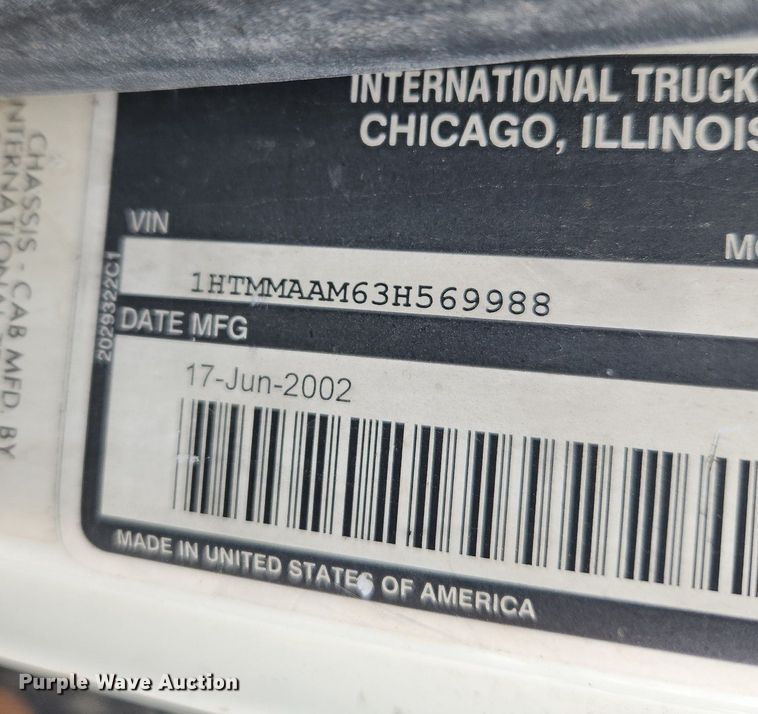 INTERNATIONAL TRUCK
CHICAGO, ILLINOIS
VIN
1HTMMAAM63H569988
DATE MFG
17-Jun-2002
MADE IN UNITED STATES OF AMERICA
2029322C1
CHASSIS - CAB MFD. BY
Purple Wave Auction